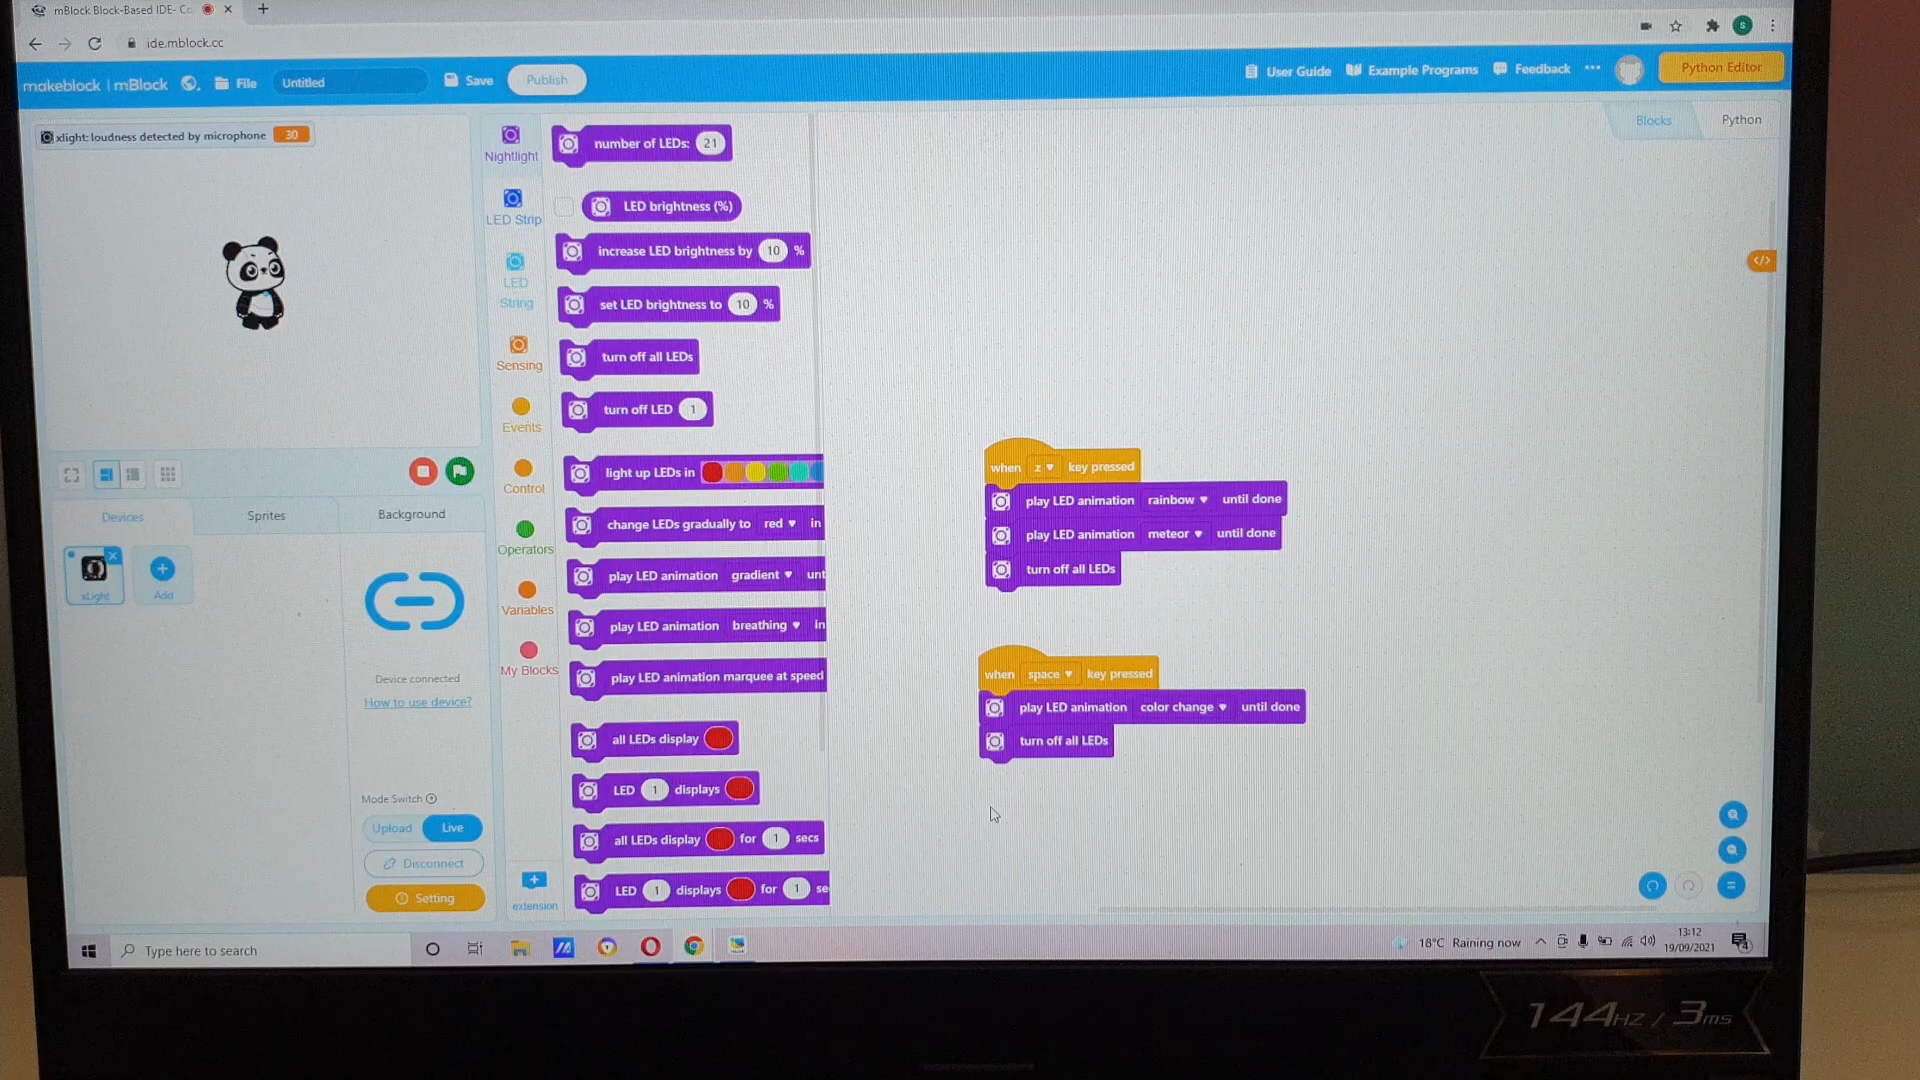 mBlock Block-Based IDE- Cr
ide.mblock.cc
makeblock | mBlock
File
Untitled
Save
Publish
User Guide
Example Programs
Feedback
Python Editor
Blocks
Python
xlight: loudness detected by microphone 30
Nightlight
LED Strip
LED
String
Sensing
Events
Control
Operators
Variables
My Blocks
extension
number of LEDs: 21
LED brightness (%)
increase LED brightness by 10 %
set LED brightness to 10 %
turn off all LEDs
turn off LED 1
light up LEDs in
change LEDs gradually to red in
play LED animation gradient unt
play LED animation breathing in
play LED animation marquee at speed
all LEDs display
LED 1 displays
all LEDs display for 1 secs
LED 1 displays for 1 se
when z key pressed
play LED animation rainbow until done
play LED animation meteor until done
turn off all LEDs
when space key pressed
play LED animation color change until done
turn off all LEDs
Devices
Sprites
Background
xLight
Add
Device connected
How to use device?
Mode Switch
Upload
Live
Disconnect
Setting
Type here to search
18°C Raining now
13:12
19/09/2021
144Hz / 3ms